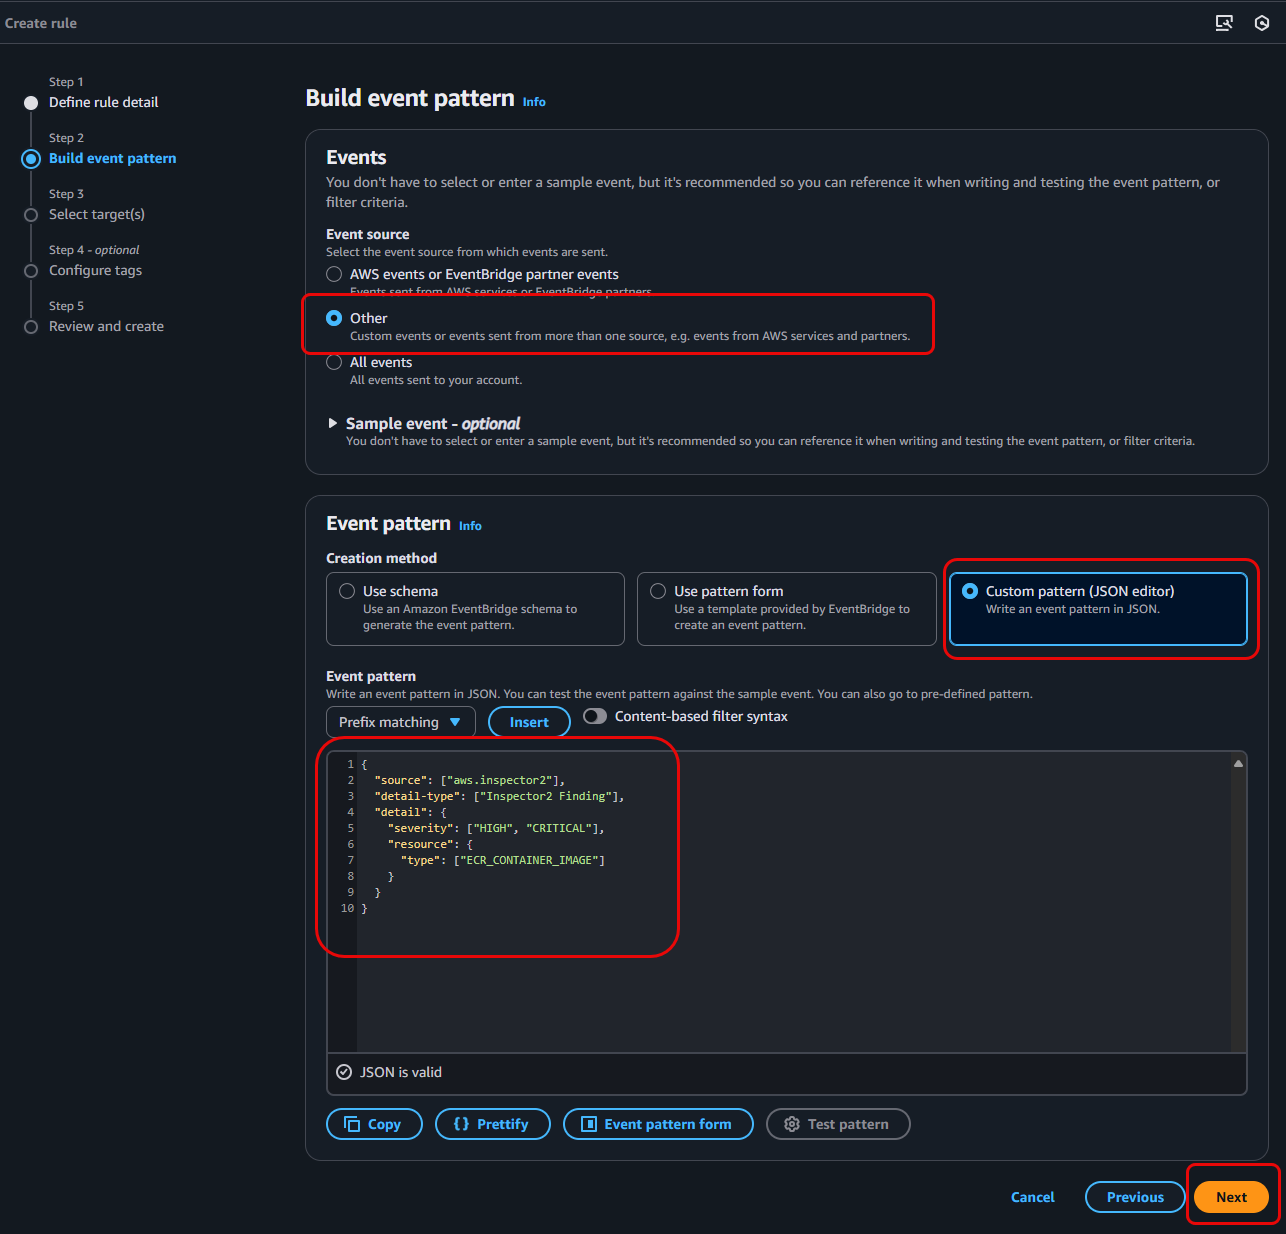 Create rule
Step 1
Define rule detail
Step 2
Build event pattern
Step 3
Select target(s)
Step 4 - optional
Configure tags
Step 5
Review and create
Build event pattern Info
Events
You don't have to select or enter a sample event, but it's recommended so you can reference it when writing and testing the event pattern, or
filter criteria.
Event source
Select the event source from which events are sent.
AWS events or EventBridge partner events
Events sent from AWS services or EventBridge partners.
Other
Custom events or events sent from more than one source, e.g. events from AWS services and partners.
All events
All events sent to your account.
Sample event - optional
You don't have to select or enter a sample event, but it's recommended so you can reference it when writing and testing the event pattern, or filter criteria.
Event pattern Info
Creation method
Use schema
Use an Amazon EventBridge schema to
generate the event pattern.
Use pattern form
Use a template provided by EventBridge to
create an event pattern.
Custom pattern (JSON editor)
Write an event pattern in JSON.
Event pattern
Write an event pattern in JSON. You can test the event pattern against the sample event. You can also go to pre-defined pattern.
Prefix matching Insert Content-based filter syntax
1 {
2 "source": ["aws.inspector2"],
3 "detail-type": ["Inspector2 Finding"],
4 "detail": {
5 "severity": ["HIGH", "CRITICAL"],
6 "resource": {
7 "type": ["ECR_CONTAINER_IMAGE"]
8 }
9 }
10 }
JSON is valid
Copy { } Prettify Event pattern form Test pattern
Cancel Previous Next